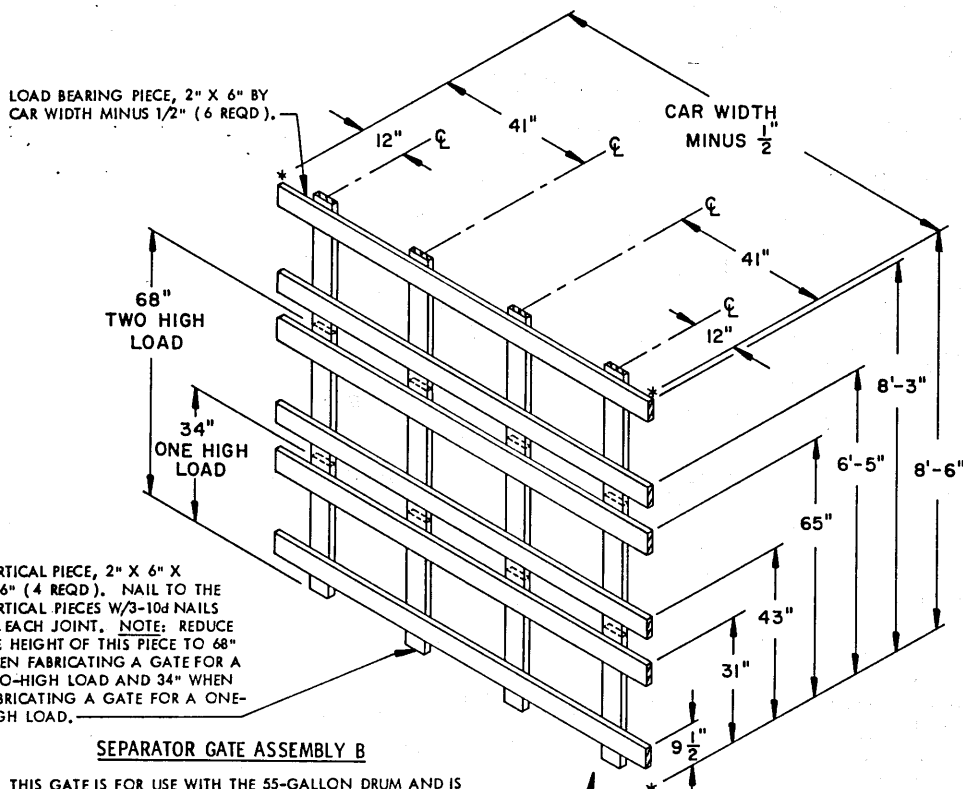 LOAD BEARING PIECE, 2" X 6" BY
CAR WIDTH MINUS 1/2" (6 REQD).
12"
41"
℄
℄
CAR WIDTH
MINUS 1/2"
℄
41"
℄
12"
*
*
68"
TWO HIGH
LOAD
34"
ONE HIGH
LOAD
8'-3"
8'-6"
6'-5"
65"
43"
31"
9 1/2"
*
RTICAL PIECE, 2" X 6" X
6" (4 REQD). NAIL TO THE
RTICAL PIECES W/3-10d NAILS
EACH JOINT. NOTE: REDUCE
E HEIGHT OF THIS PIECE TO 68"
EN FABRICATING A GATE FOR A
O-HIGH LOAD AND 34" WHEN
BRICATING A GATE FOR A ONE-
GH LOAD.
SEPARATOR GATE ASSEMBLY B
THIS GATE IS FOR USE WITH THE 55-GALLON DRUM AND IS